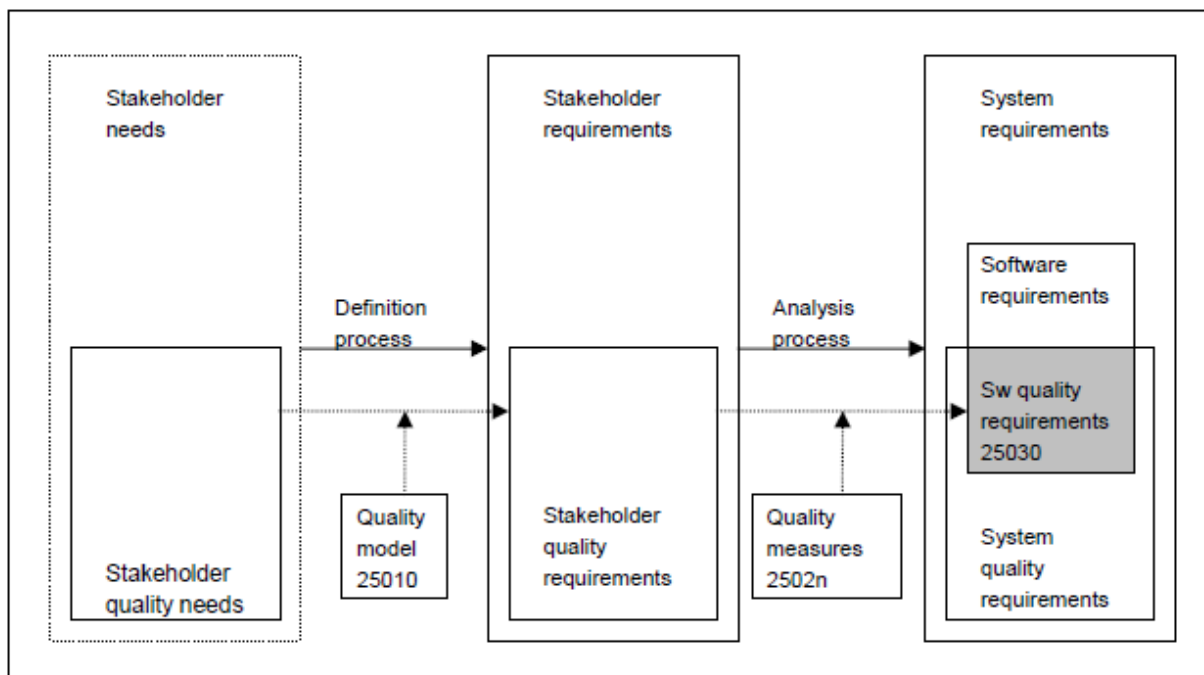 Stakeholder
needs
Stakeholder
requirements
System
requirements
Software
requirements
Definition
process
Analysis
process
Sw quality
requirements
25030
Quality
model
25010
Stakeholder
quality
requirements
Quality
measures
2502n
System
quality
requirements
Stakeholder
quality needs